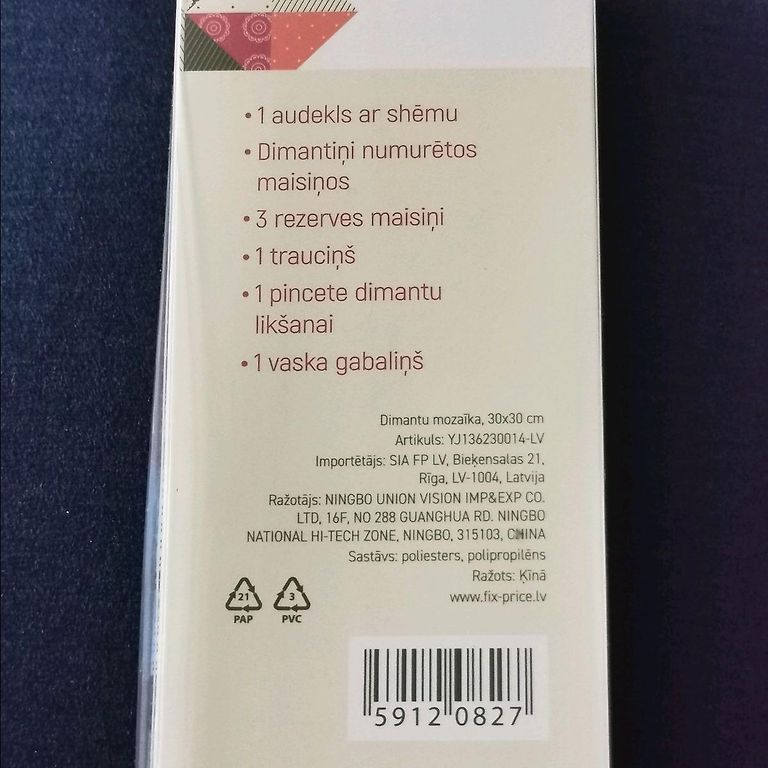 • 1 audekls ar shēmu
• Dimantiņi numurētos
maisiņos
• 3 rezerves maisiņi
• 1 trauciņš
• 1 pincete dimantu
likšanai
• 1 vaska gabaliņš
Dimantu mozaīka, 30x30 cm
Artikuls: YJ136230014-LV
Importētājs: SIA FP LV, Bieķensalas 21,
Rīga, LV-1004, Latvija
Ražotājs: NINGBO UNION VISION IMP&EXP CO.
LTD, 16F, NO 288 GUANGHUA RD. NINGBO
NATIONAL HI-TECH ZONE, NINGBO, 315103, CHINA
Sastāvs: poliesters, polipropilēns
Ražots: Ķīnā
www.fix-price.lv
21 3
PAP PVC
5912 0827